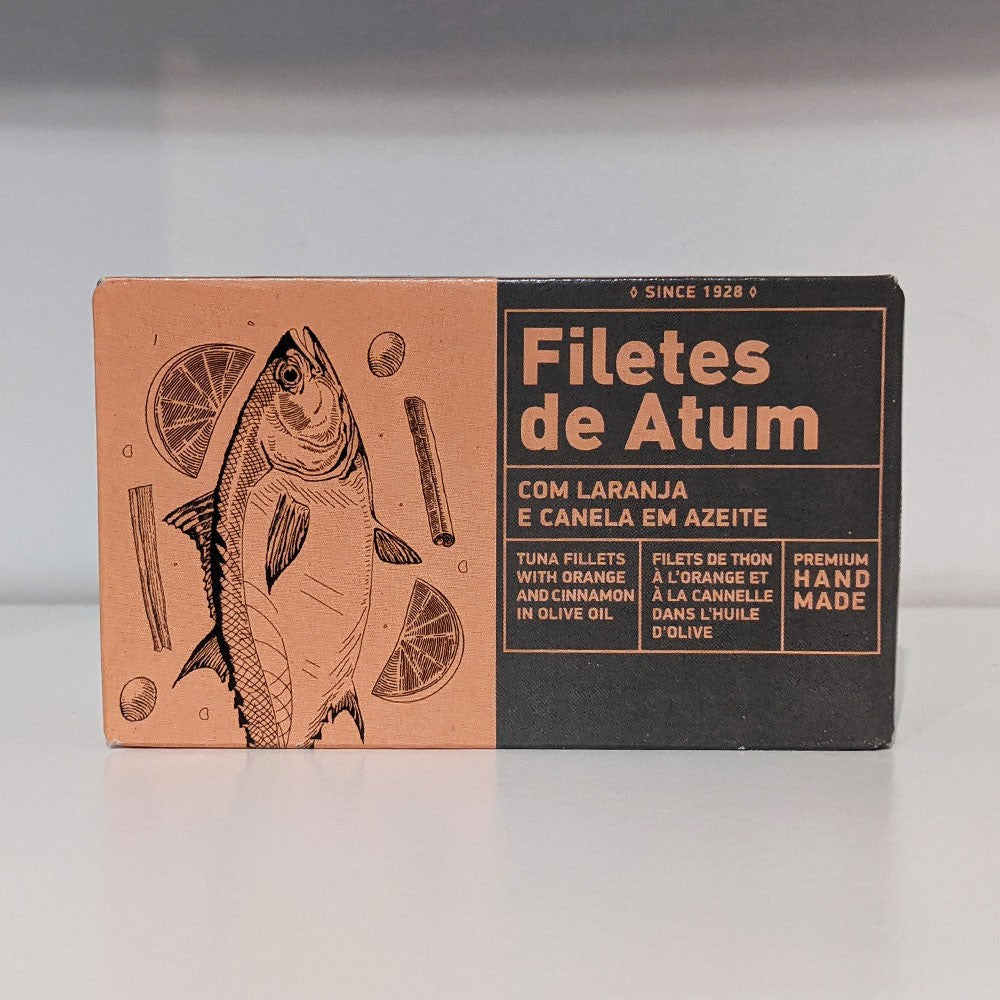 ◊ SINCE 1928 ◊
Filetes
de Atum
COM LARANJA
E CANELA EM AZEITE
TUNA FILLETS
WITH ORANGE
AND CINNAMON
IN OLIVE OIL
FILETS DE THON
À L'ORANGE ET
À LA CANNELLE
DANS L'HUILE
D'OLIVE
PREMIUM
HAND
MADE